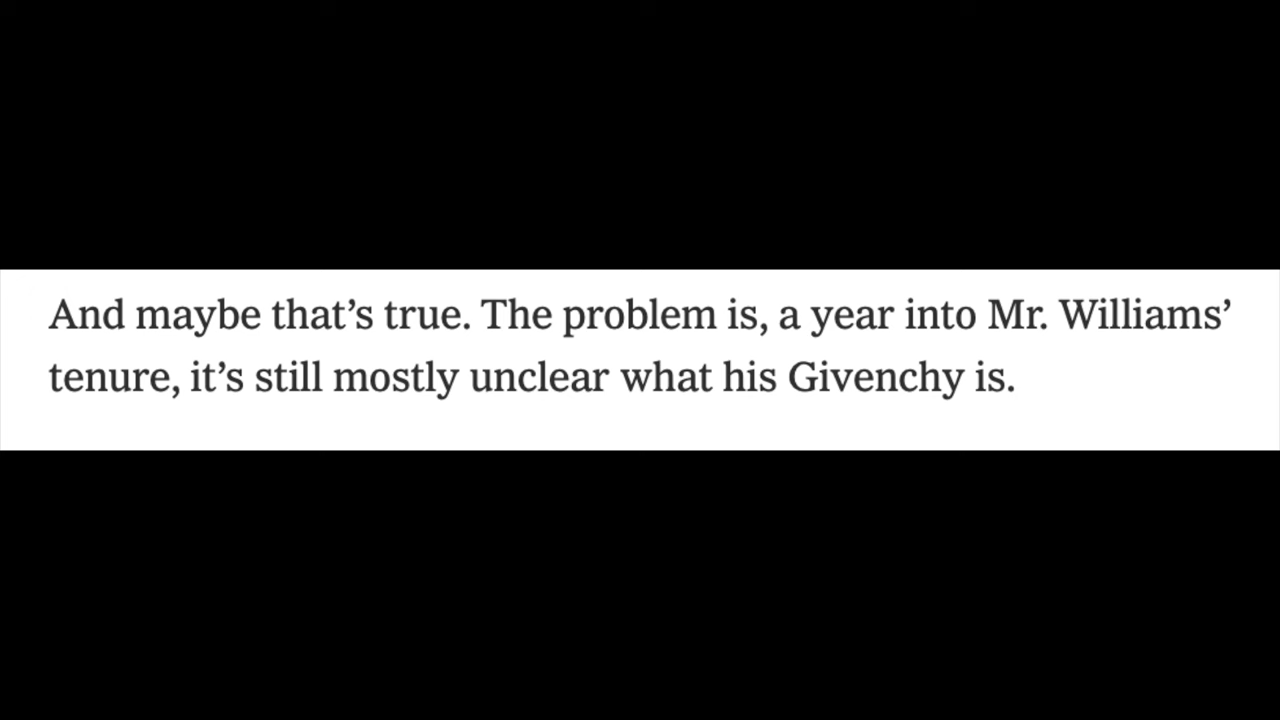 And maybe that’s true. The problem is, a year into Mr. Williams’
tenure, it’s still mostly unclear what his Givenchy is.